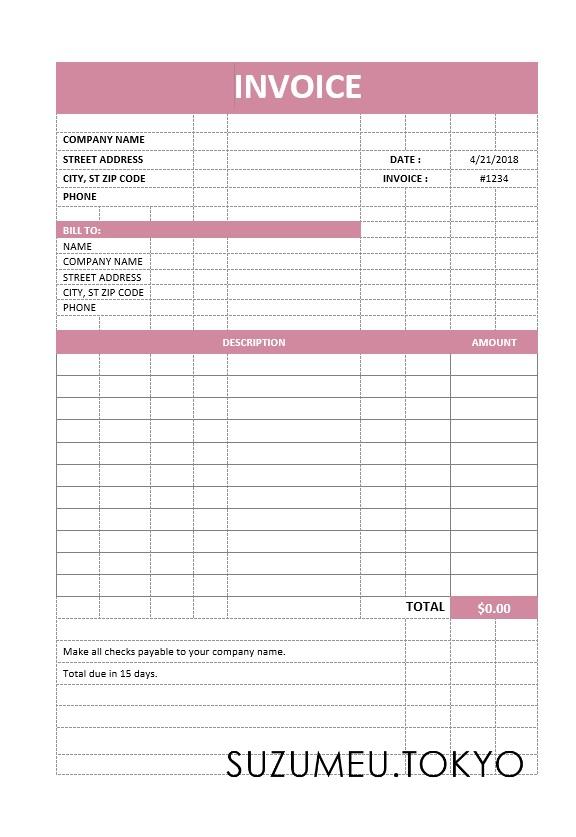 INVOICE
COMPANY NAME
STREET ADDRESS DATE : 4/21/2018
CITY, ST ZIP CODE INVOICE : #1234
PHONE
BILL TO:
NAME
COMPANY NAME
STREET ADDRESS
CITY, ST ZIP CODE
PHONE
DESCRIPTION AMOUNT
TOTAL $0.00
Make all checks payable to your company name.
Total due in 15 days.
SUZUMEU.TOKYO